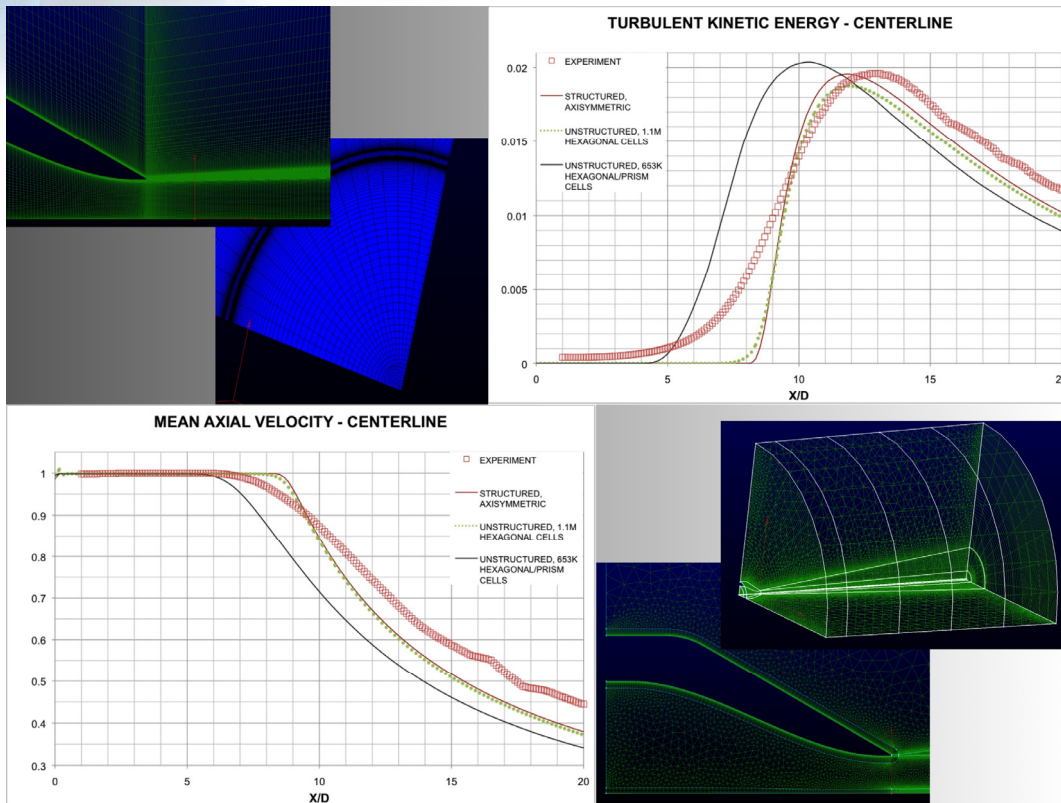 TURBULENT KINETIC ENERGY - CENTERLINE
EXPERIMENT
STRUCTURED,
AXISYMMETRIC
UNSTRUCTURED, 1.1M
HEXAGONAL CELLS
UNSTRUCTURED, 653K
HEXAGONAL/PRISM
CELLS
0.02
0.015
0.01
0.005
0
0 5 10 15 20
X/D
MEAN AXIAL VELOCITY - CENTERLINE
EXPERIMENT
STRUCTURED,
AXISYMMETRIC
UNSTRUCTURED, 1.1M
HEXAGONAL CELLS
UNSTRUCTURED, 653K
HEXAGONAL/PRISM
CELLS
1
0.9
0.8
0.7
0.6
0.5
0.4
0.3
0 5 10 15 20
X/D